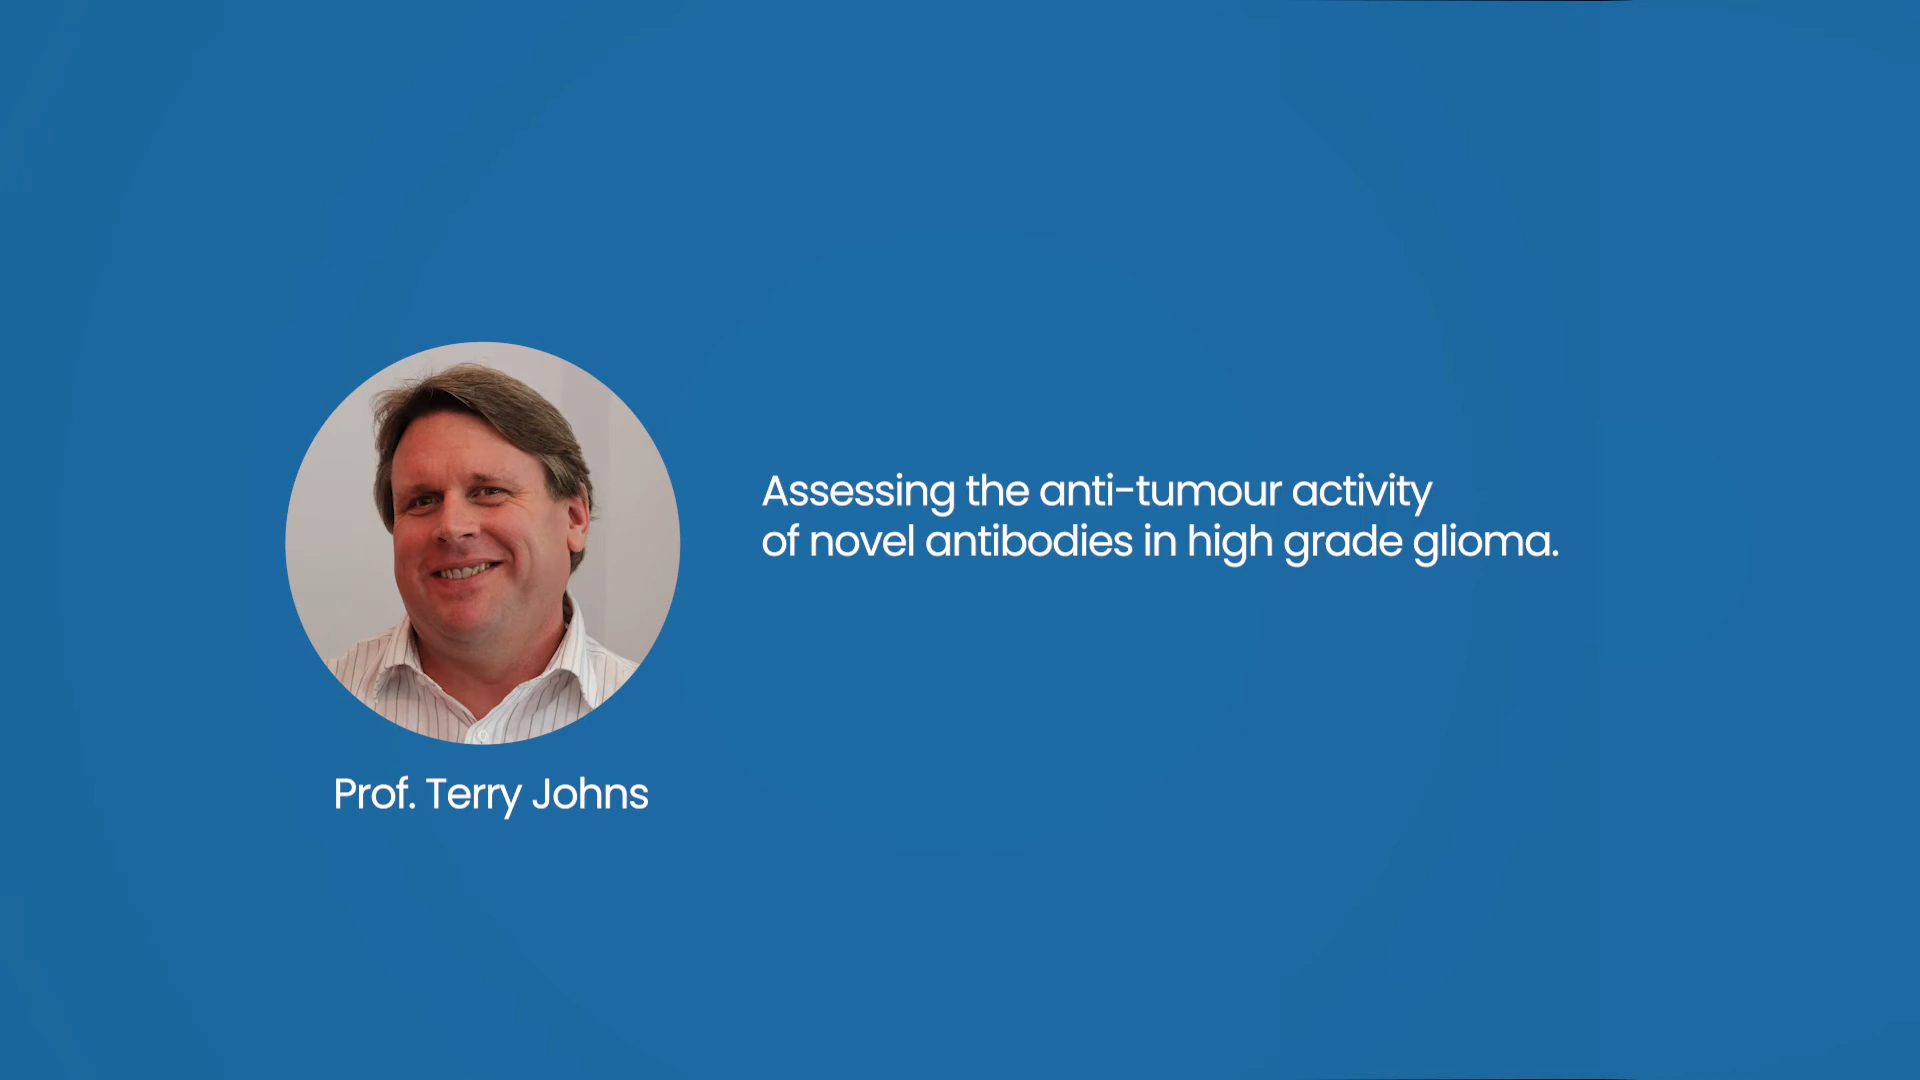 Assessing the anti-tumour activity
of novel antibodies in high grade glioma.
Prof. Terry Johns